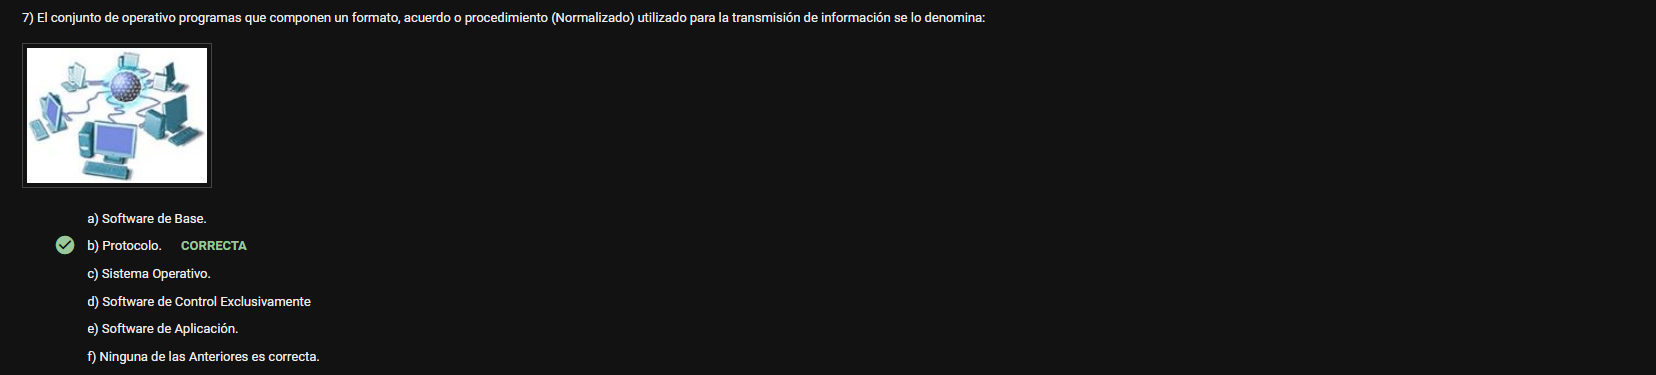 7) El conjunto de operativo programas que componen un formato, acuerdo o procedimiento (Normalizado) utilizado para la transmisión de información se lo denomina:
a) Software de Base.
b) Protocolo. CORRECTA
c) Sistema Operativo.
d) Software de Control Exclusivamente
e) Software de Aplicación.
f) Ninguna de las Anteriores es correcta.